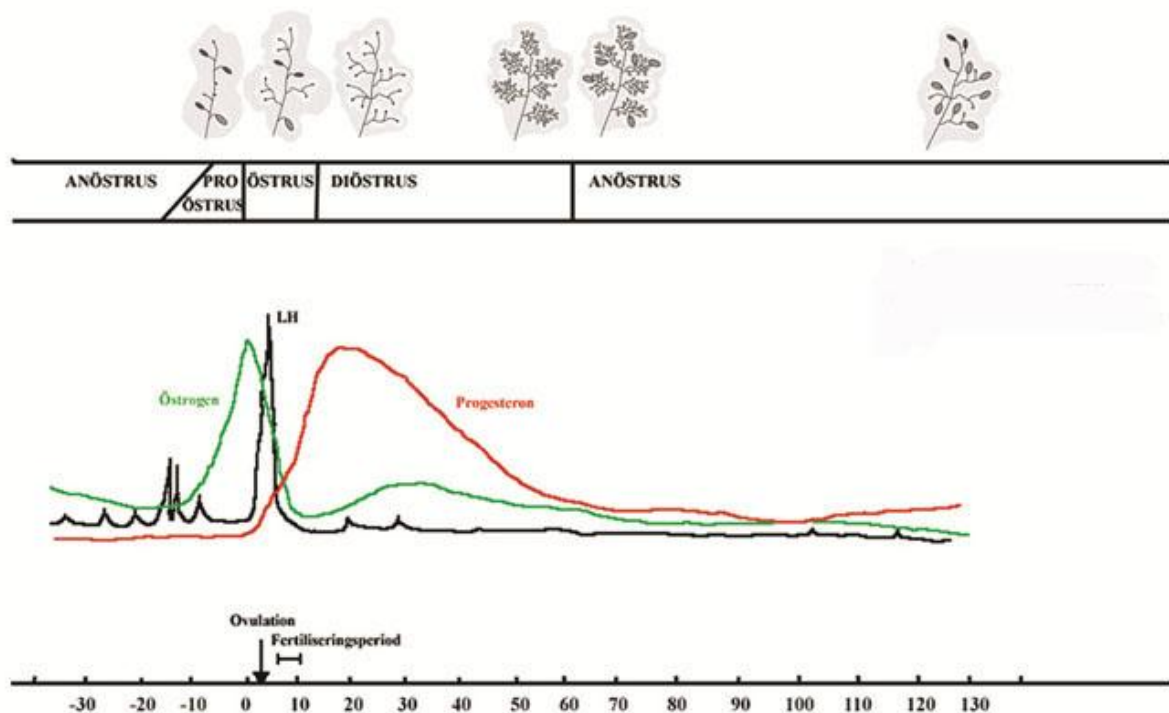 ANÖSTRUS
PRO
ÖSTRUS
ÖSTRUS
DIÖSTRUS
ANÖSTRUS
LH
Östrogen
Progesteron
Ovulation
Fertiliseringsperiod
-30 -20 -10 0 10 20 30 40 50 60 70 80 90 100 110 120 130